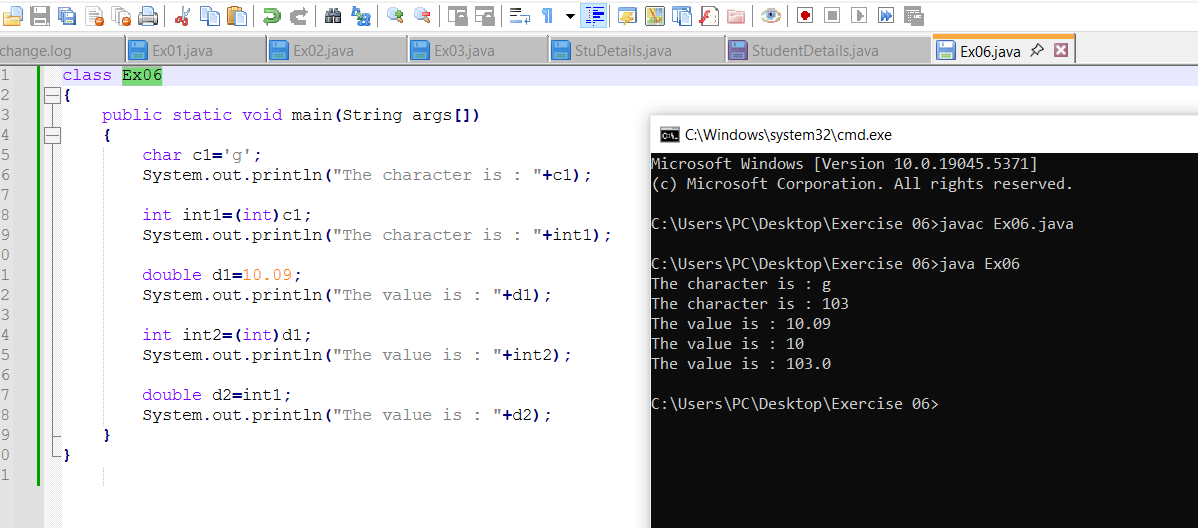 change.log Ex01.java Ex02.java Ex03.java StuDetails.java StudentDetails.java Ex06.java
1 class Ex06
2 {
3 public static void main(String args[])
4 {
5 char c1='g';
6 System.out.println("The character is : "+c1);
7
8 int int1=(int)c1;
9 System.out.println("The character is : "+int1);
0
1 double d1=10.09;
2 System.out.println("The value is : "+d1);
3
4 int int2=(int)d1;
5 System.out.println("The value is : "+int2);
6
7 double d2=int1;
8 System.out.println("The value is : "+d2);
9 }
0 }
1
C:\Windows\system32\cmd.exe
Microsoft Windows [Version 10.0.19045.5371]
(c) Microsoft Corporation. All rights reserved.
C:\Users\PC\Desktop\Exercise 06>javac Ex06.java
C:\Users\PC\Desktop\Exercise 06>java Ex06
The character is : g
The character is : 103
The value is : 10.09
The value is : 10
The value is : 103.0
C:\Users\PC\Desktop\Exercise 06>